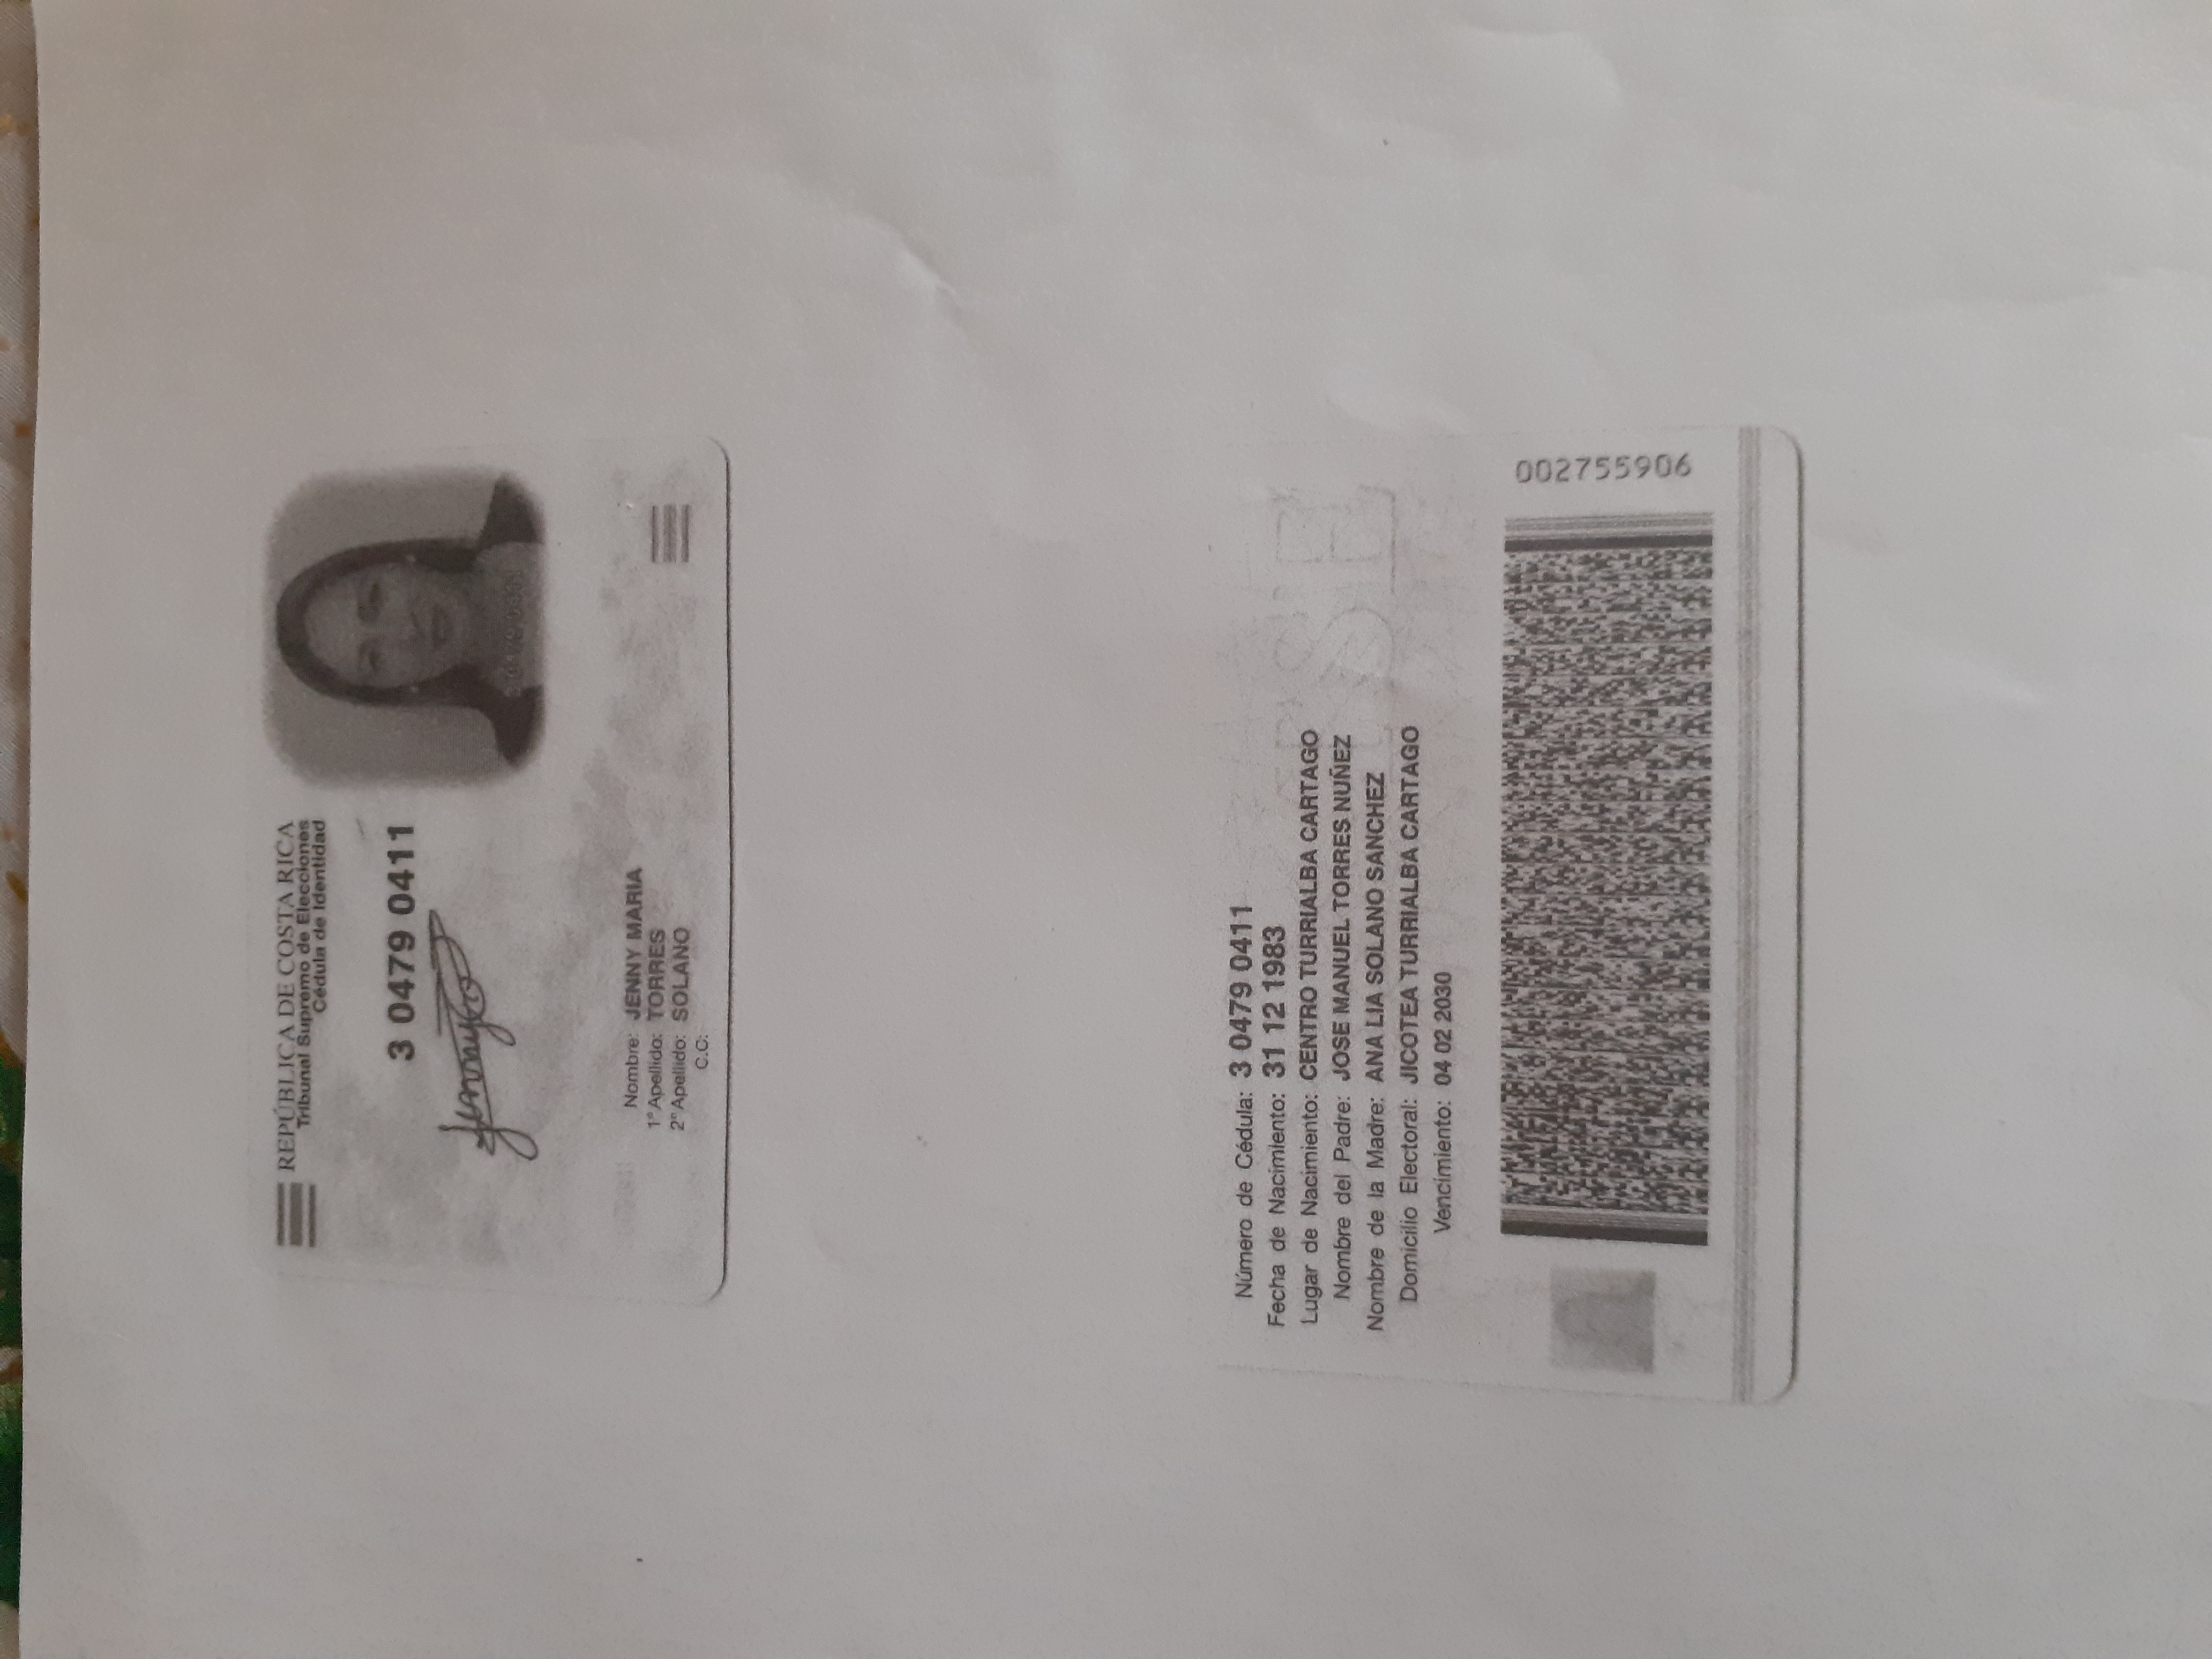 REPÚBLICA DE COSTA RICA
Tribunal Supremo de Elecciones
Cédula de Identidad
3 0479 0411
Jenny
3 0479 0411
Nombre: JENNY MARIA
1° Apellido: TORRES
2° Apellido: SOLANO
C.C:
Número de Cédula: 3 0479 0411
Fecha de Nacimiento: 31 12 1983
Lugar de Nacimiento: CENTRO TURRIALBA CARTAGO
Nombre del Padre: JOSE MANUEL TORRES NUÑEZ
Nombre de la Madre: ANA LIA SOLANO SANCHEZ
Domicilio Electoral: JICOTEA TURRIALBA CARTAGO
Vencimiento: 04 02 2030
TSE
002755906